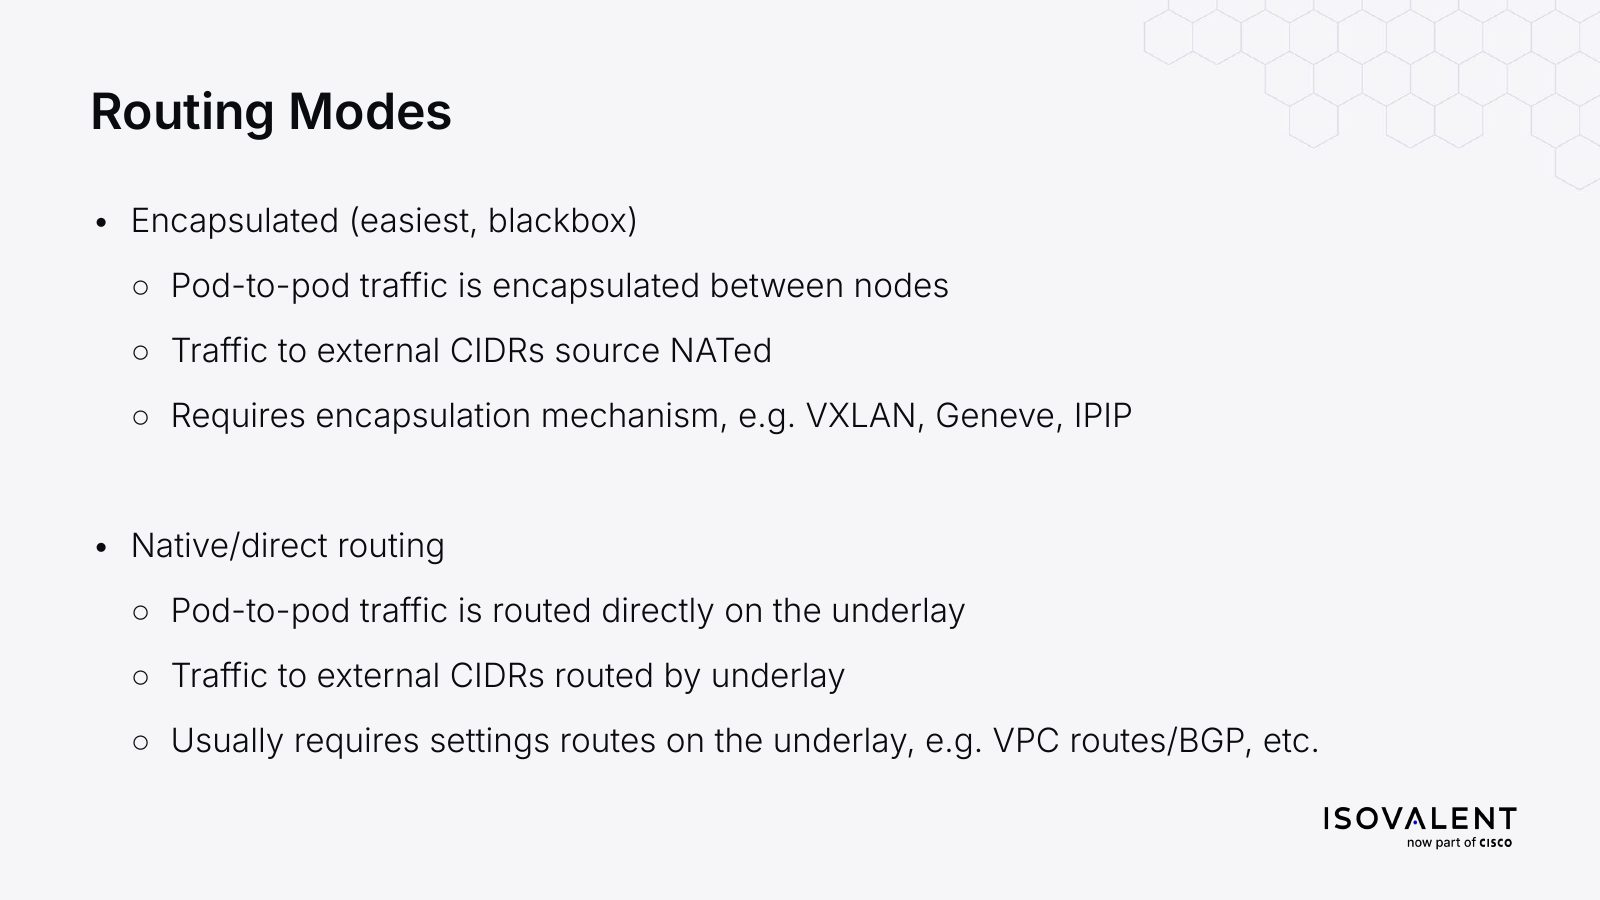 Routing Modes
• Encapsulated (easiest, blackbox)
○ Pod-to-pod traffic is encapsulated between nodes
○ Traffic to external CIDRs source NATed
○ Requires encapsulation mechanism, e.g. VXLAN, Geneve, IPIP
• Native/direct routing
○ Pod-to-pod traffic is routed directly on the underlay
○ Traffic to external CIDRs routed by underlay
○ Usually requires settings routes on the underlay, e.g. VPC routes/BGP, etc.
ISOVALENT
now part of CISCO